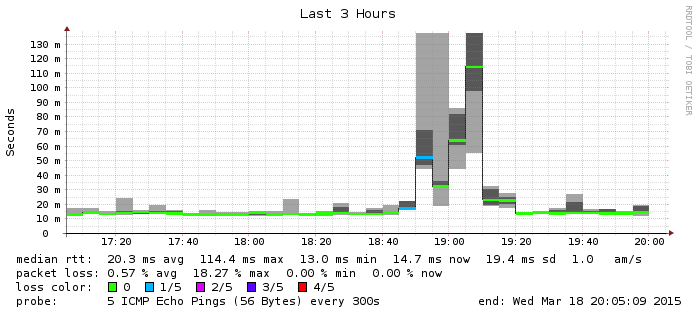 Last 3 Hours
RRDTOOL / TOBI OETIKER
Seconds
130 m
120 m
110 m
100 m
90 m
80 m
70 m
60 m
50 m
40 m
30 m
20 m
10 m
0
17:20 17:40 18:00 18:20 18:40 19:00 19:20 19:40 20:00
median rtt: 20.3 ms avg 114.4 ms max 13.0 ms min 14.7 ms now 19.4 ms sd 1.0 am/s
packet loss: 0.57 % avg 18.27 % max 0.00 % min 0.00 % now
loss color: 0 1/5 2/5 3/5 4/5
probe: 5 ICMP Echo Pings (56 Bytes) every 300s end: Wed Mar 18 20:05:09 2015